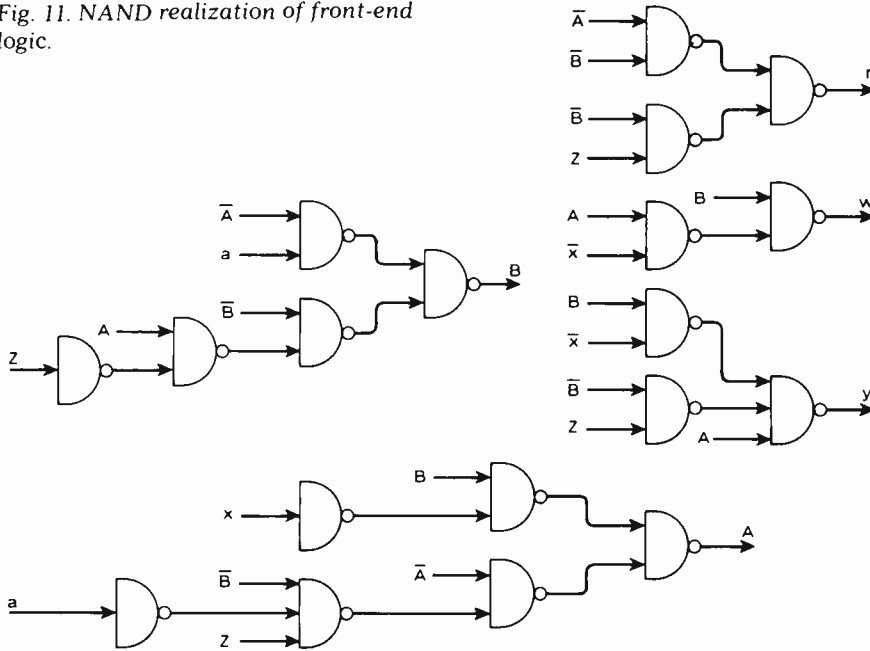 Fig. 11. NAND realization of front-end
logic.
A̅
B̅
r
B̅
Z
A
x̅
B
w
B
x̅
B̅
Z
A
y
A̅
a
B̅
B
A
Z
B
x
A
a
B̅
Z
A̅